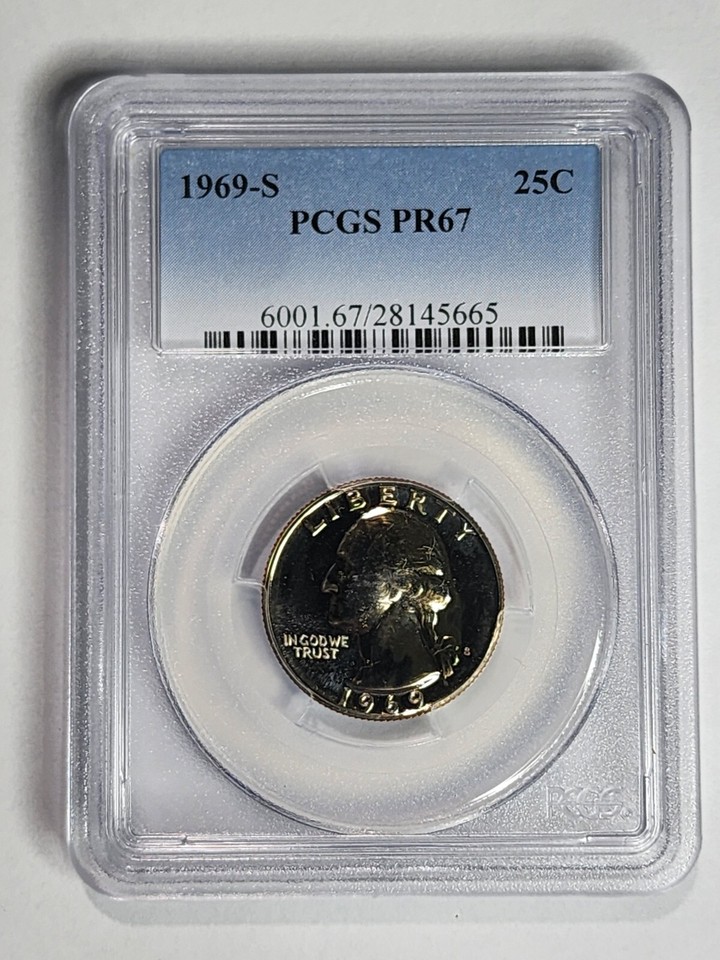 1969-S 25C
PCGS PR67
6001.67/28145665
LIBERTY
IN GOD WE
TRUST
S
1969
PCGS